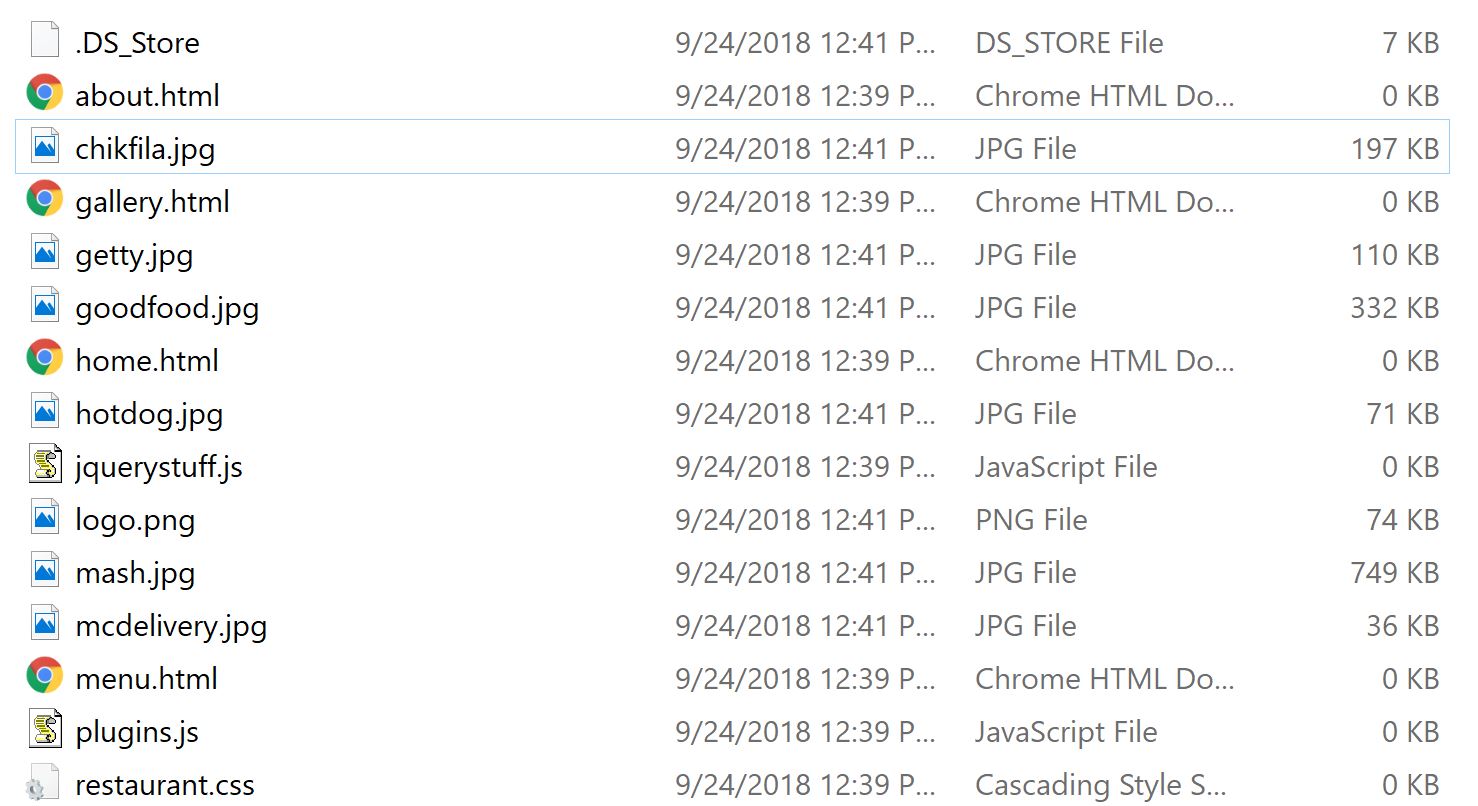 .DS_Store 9/24/2018 12:41 P... DS_STORE File 7 KB
about.html 9/24/2018 12:39 P... Chrome HTML Do... 0 KB
chikfila.jpg 9/24/2018 12:41 P... JPG File 197 KB
gallery.html 9/24/2018 12:39 P... Chrome HTML Do... 0 KB
getty.jpg 9/24/2018 12:41 P... JPG File 110 KB
goodfood.jpg 9/24/2018 12:41 P... JPG File 332 KB
home.html 9/24/2018 12:39 P... Chrome HTML Do... 0 KB
hotdog.jpg 9/24/2018 12:41 P... JPG File 71 KB
jquerystuff.js 9/24/2018 12:39 P... JavaScript File 0 KB
logo.png 9/24/2018 12:41 P... PNG File 74 KB
mash.jpg 9/24/2018 12:41 P... JPG File 749 KB
mcdelivery.jpg 9/24/2018 12:41 P... JPG File 36 KB
menu.html 9/24/2018 12:39 P... Chrome HTML Do... 0 KB
plugins.js 9/24/2018 12:39 P... JavaScript File 0 KB
restaurant.css 9/24/2018 12:39 P... Cascading Style S... 0 KB